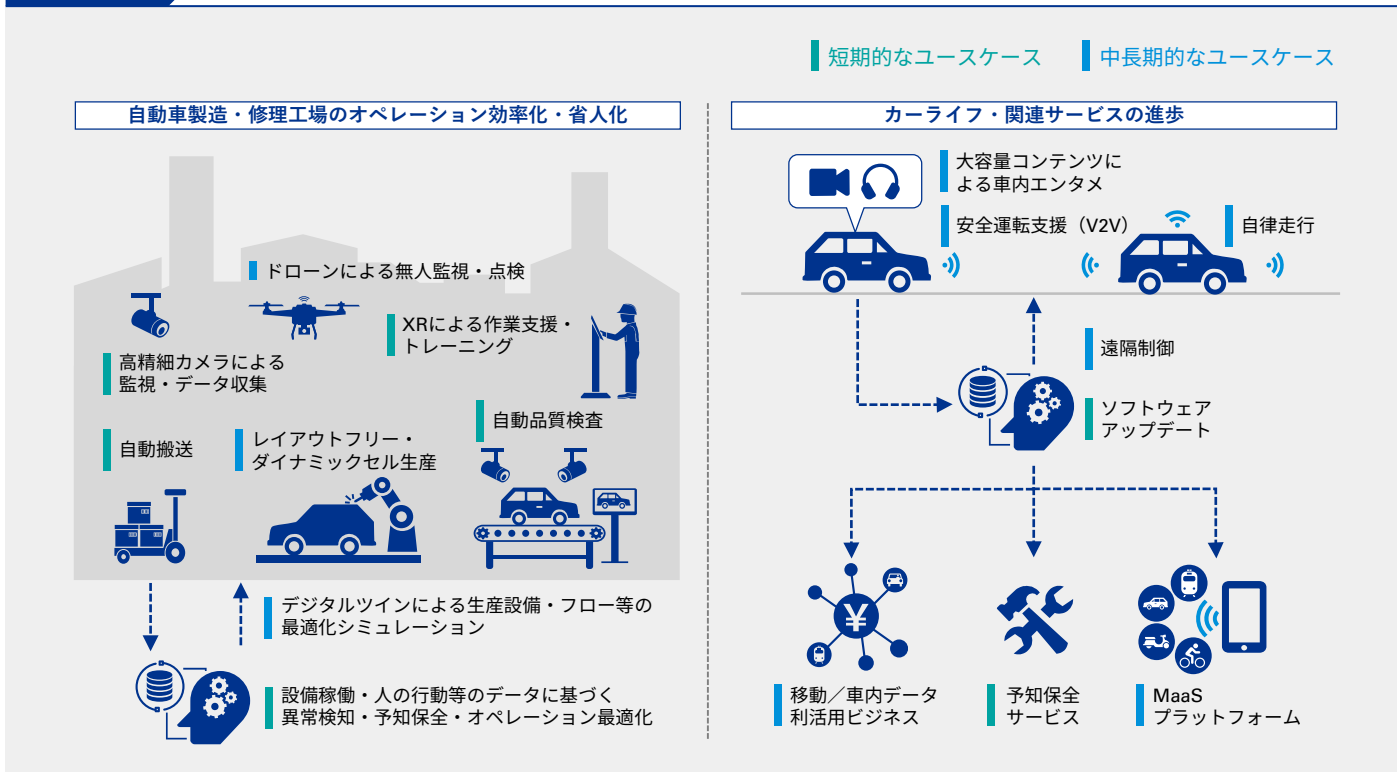 短期的なユースケース
中長期的なユースケース
自動車製造・修理工場のオペレーション効率化・省人化
ドローンによる無人監視・点検
XRによる作業支援・
トレーニング
高精細カメラによる
監視・データ収集
自動品質検査
自動搬送
レイアウトフリー・
ダイナミックセル生産
デジタルツインによる生産設備・フロー等の
最適化シミュレーション
設備稼働・人の行動等のデータに基づく
異常検知・予知保全・オペレーション最適化
カーライフ・関連サービスの進歩
大容量コンテンツに
よる車内エンタメ
安全運転支援（V2V）
自律走行
遠隔制御
ソフトウェア
アップデート
¥
移動／車内データ
利活用ビジネス
予知保全
サービス
MaaS
プラットフォーム